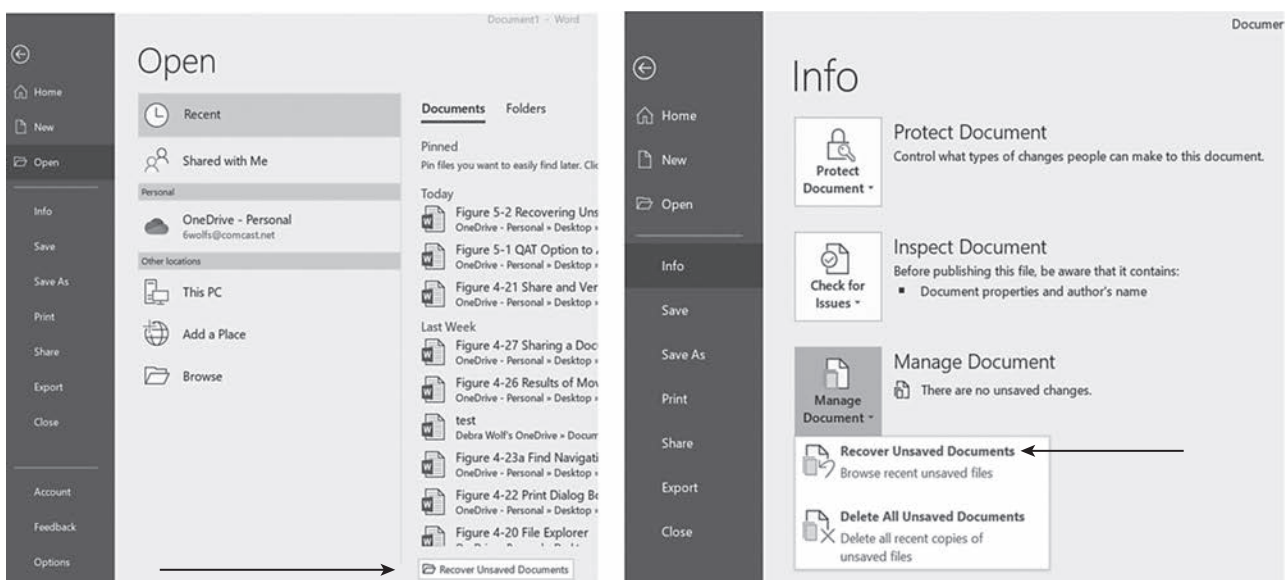 Document1 - Word
Home
New
Open
Info
Save
Save As
Print
Share
Export
Close
Account
Feedback
Options
Open
Recent
Shared with Me
Personal
OneDrive - Personal
6wolfs@comcast.net
Other locations
This PC
Add a Place
Browse
Documents Folders
Pinned
Pin files you want to easily find later. Clic
Today
Figure 5-2 Recovering Uns
OneDrive - Personal » Desktop »
Figure 5-1 QAT Option to
OneDrive - Personal » Desktop »
Figure 4-21 Share and Ver
OneDrive - Personal » Desktop »
Last Week
Figure 4-27 Sharing a Doc
OneDrive - Personal » Desktop »
Figure 4-26 Results of Mov
OneDrive - Personal » Desktop »
test
Debra Wolf's OneDrive » Docum
Figure 4-23a Find Navigati
OneDrive - Personal » Desktop »
Figure 4-22 Print Dialog Bo
OneDrive - Personal » Desktop »
Figure 4-20 File Explorer
Recover Unsaved Documents
Documen
Home
New
Open
Info
Save
Save As
Print
Share
Export
Close
Info
Protect Document
Control what types of changes people can make to this document.
Protect
Document
Inspect Document
Before publishing this file, be aware that it contains:
Document properties and author's name
Check for
Issues
Manage Document
There are no unsaved changes.
Manage
Document
Recover Unsaved Documents
Browse recent unsaved files
Delete All Unsaved Documents
Delete all recent copies of
unsaved files